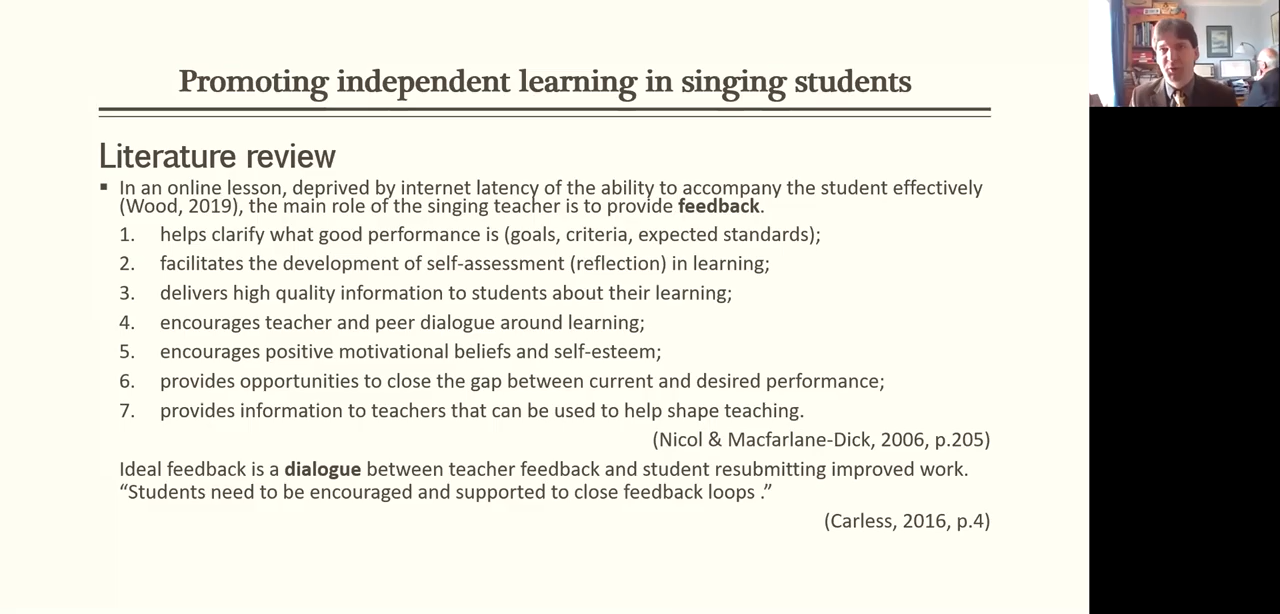 Promoting independent learning in singing students
Literature review
▪ In an online lesson, deprived by internet latency of the ability to accompany the student effectively
(Wood, 2019), the main role of the singing teacher is to provide feedback.
1. helps clarify what good performance is (goals, criteria, expected standards);
2. facilitates the development of self-assessment (reflection) in learning;
3. delivers high quality information to students about their learning;
4. encourages teacher and peer dialogue around learning;
5. encourages positive motivational beliefs and self-esteem;
6. provides opportunities to close the gap between current and desired performance;
7. provides information to teachers that can be used to help shape teaching.
(Nicol & Macfarlane-Dick, 2006, p.205)
Ideal feedback is a dialogue between teacher feedback and student resubmitting improved work.
“Students need to be encouraged and supported to close feedback loops .”
(Carless, 2016, p.4)